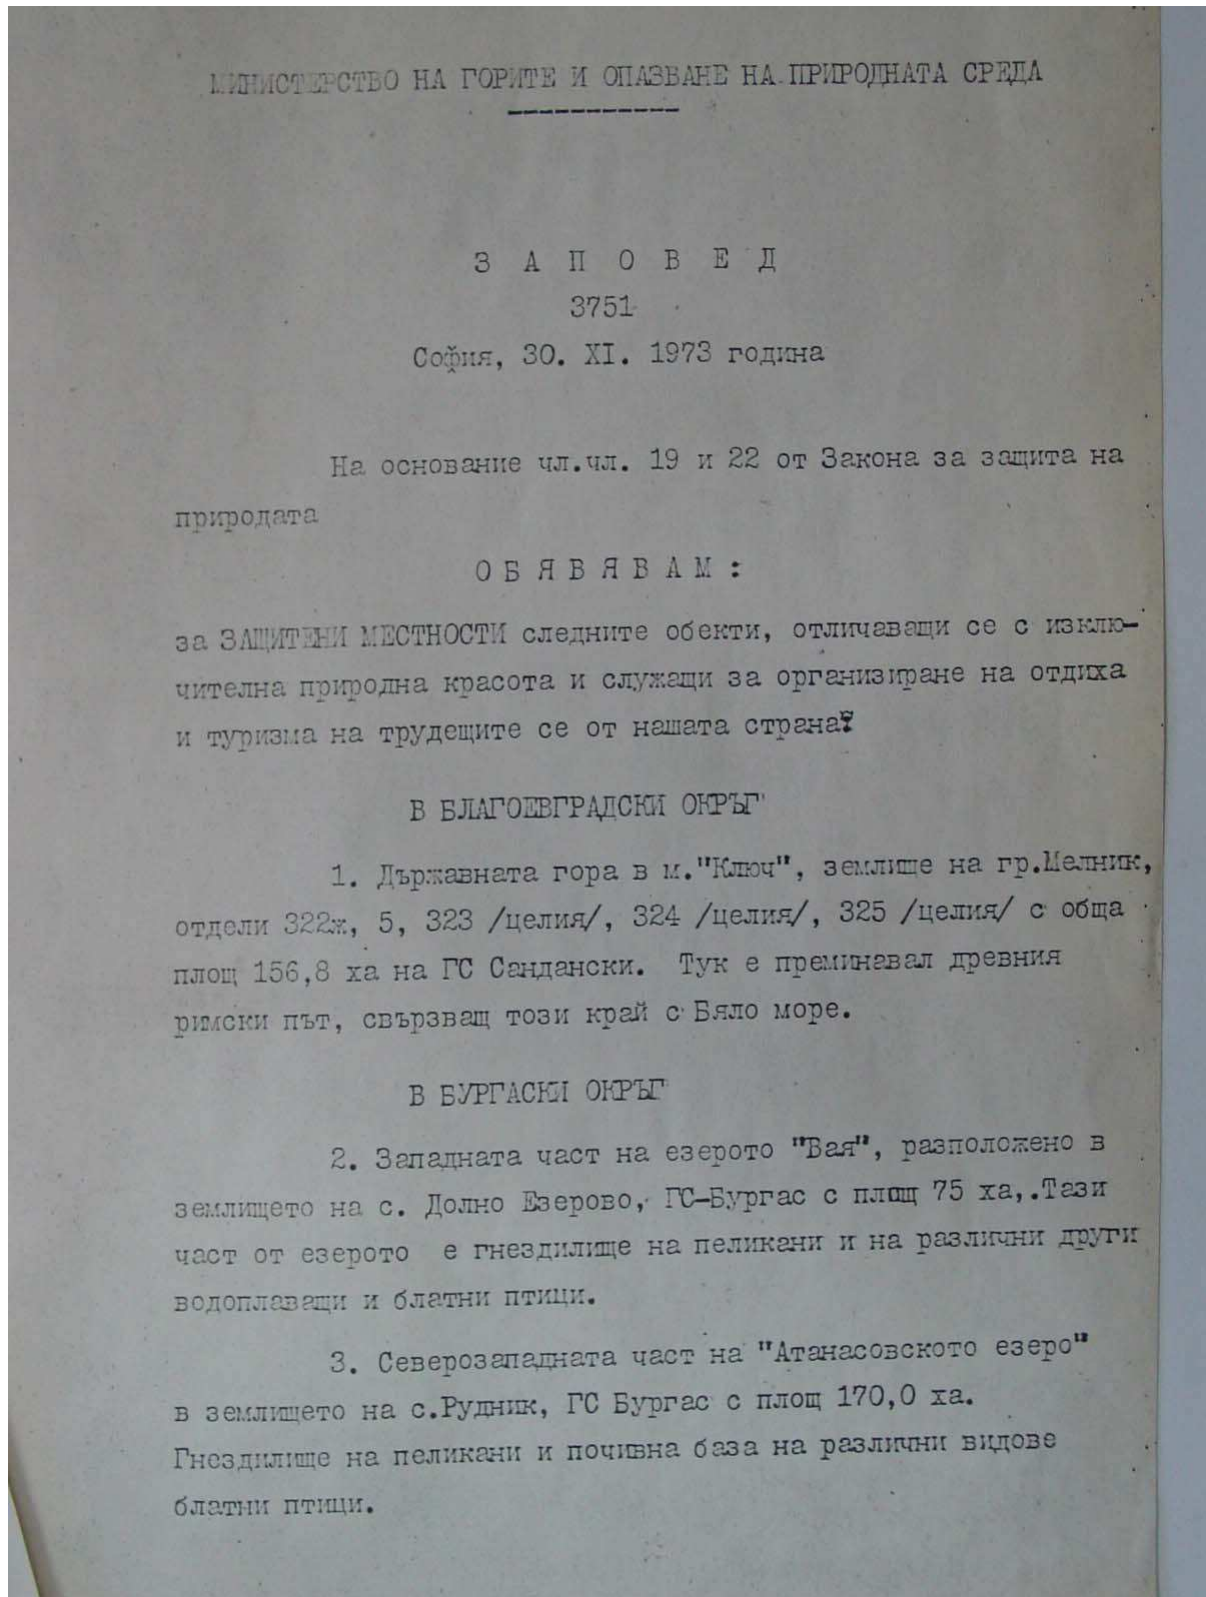 МИНИСТЕРСТВО НА ГОРИТЕ И ОПАЗВАНЕ НА ПРИРОДНАТА СРЕДА
З А П О В Е Д
3751
София, 30. XI. 1973 година
На основание чл.чл. 19 и 22 от Закона за защита на
природата
О Б Я В Я В А М :
за ЗАЩИТЕНИ МЕСТНОСТИ следните обекти, отличаващи се с изклю-
чителна природна красота и служащи за организиране на отдиха
и туризма на трудещите се от нашата страна:
В БЛАГОЕВГРАДСКИ ОКРЪГ
1. Държавната гора в м."Ключ", землище на гр.Мелник,
отдели 322ж, 5, 323 /целия/, 324 /целия/, 325 /целия/ с обща
площ 156,8 ха на ГС Сандански. Тук е преминавал древния
римски път, свързващ този край с Бяло море.
В БУРГАСКИ ОКРЪГ
2. Западната част на езерото "Вая", разположено в
землището на с. Долно Езерово, ГС-Бургас с площ 75 ха,.Тази
част от езерото е гнездилище на пеликани и на различни други
водоплаващи и блатни птици.
3. Северозападната част на "Атанасовското езеро"
в землището на с.Рудник, ГС Бургас с площ 170,0 ха.
Гнездилище на пеликани и почивна база на различни видове
блатни птици.